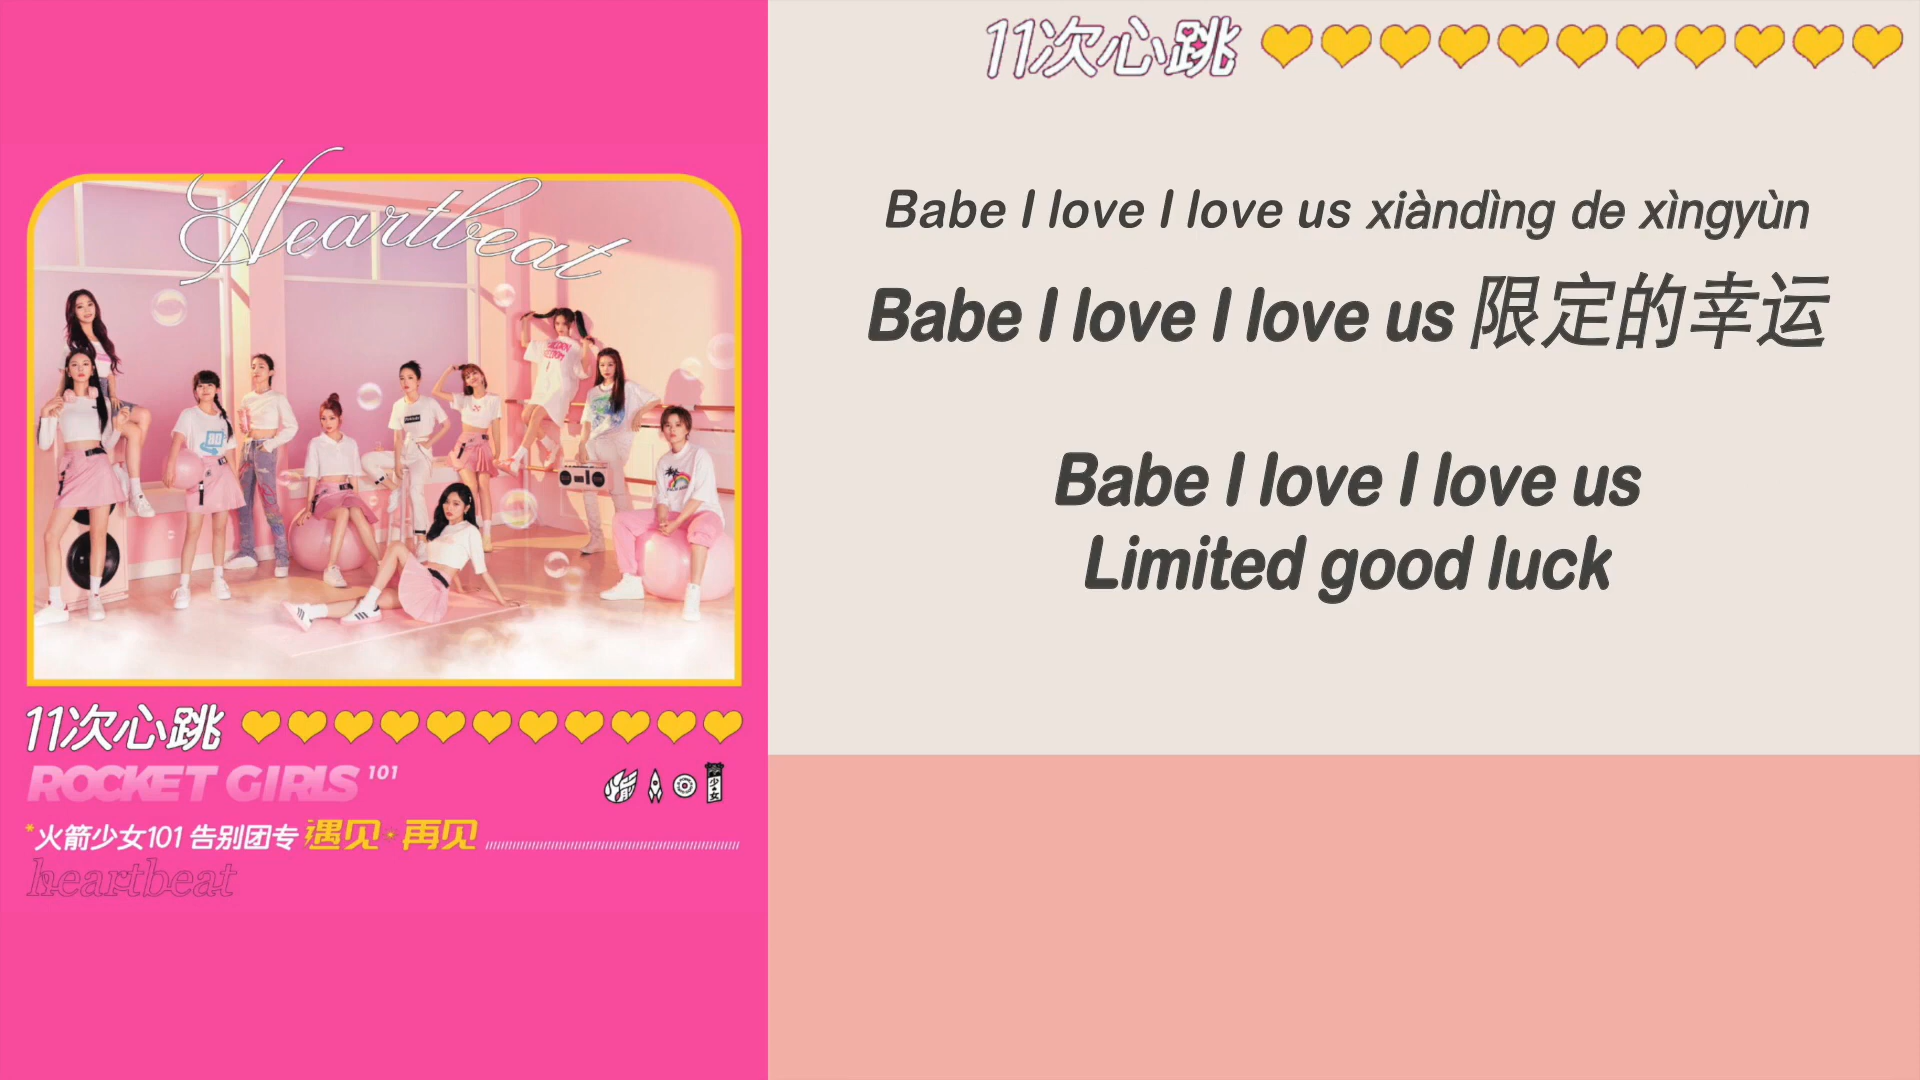 Heartbeat
11次心跳
ROCKET GIRLS 101
*火箭少女101 告别团专 遇见·再见
heartbeat
11次心跳
Babe I love I love us xiàndìng de xìngyùn
Babe I love I love us 限定的幸运
Babe I love I love us
Limited good luck